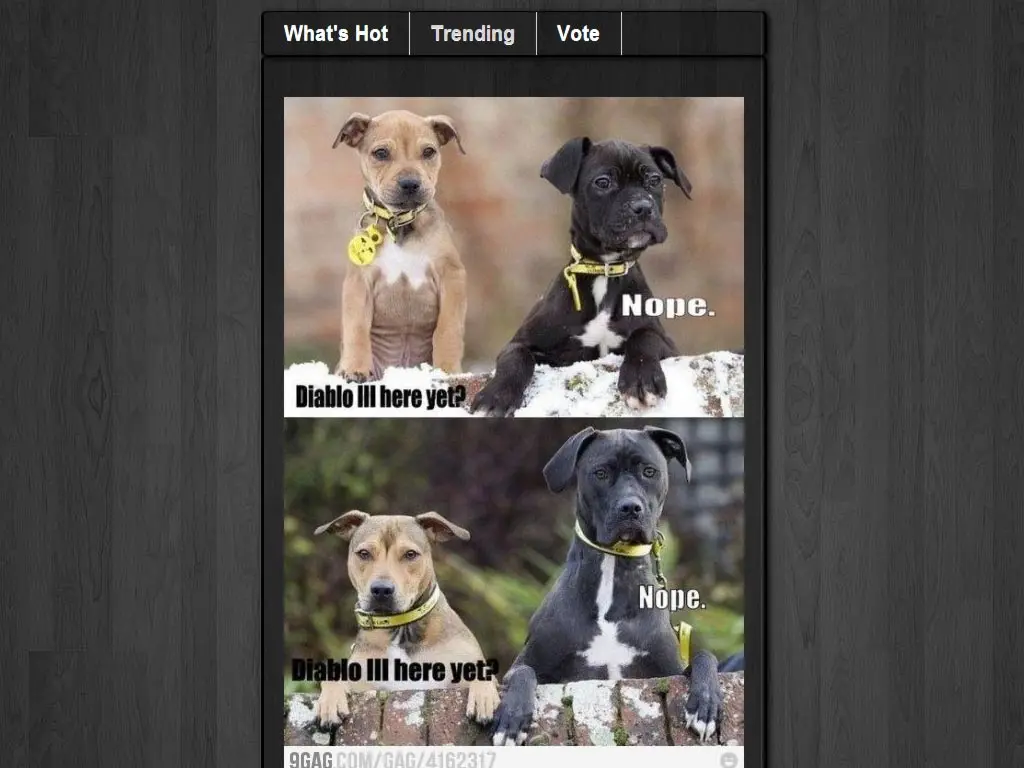 What's Hot Trending Vote
Nope.
Diablo III here yet?
Nope.
Diablo III here yet?
9GAG.COM/GAG/4162317